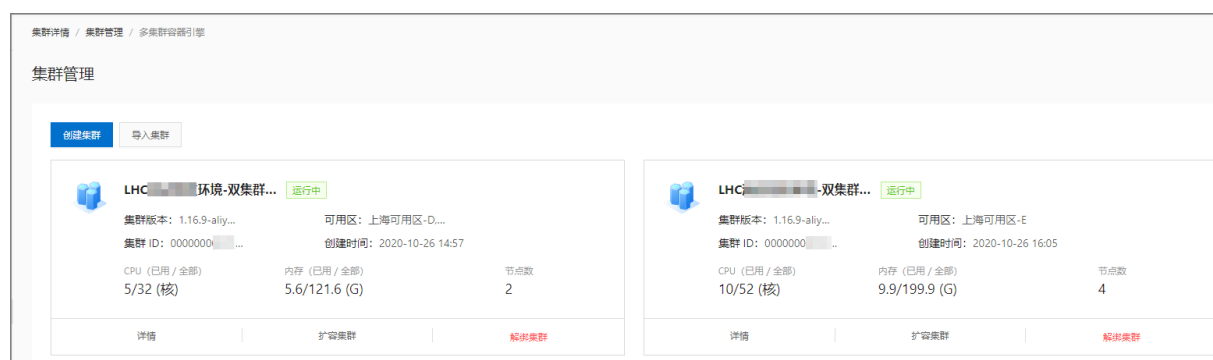 集群详情 / 集群管理 / 多集群容器引擎
集群管理
创建集群 导入集群
LHC 环境-双集群... 运行中
集群版本：1.16.9-aliy... 可用区：上海可用区-D,...
集群 ID：0000000 ... 创建时间：2020-10-26 14:57
CPU（已用 / 全部） 内存（已用 / 全部） 节点数
5/32 (核) 5.6/121.6 (G) 2
详情 扩容集群 解绑集群
LHC -双集群... 运行中
集群版本：1.16.9-aliy... 可用区：上海可用区-E
集群 ID：0000000 .. 创建时间：2020-10-26 16:05
CPU（已用 / 全部） 内存（已用 / 全部） 节点数
10/52 (核) 9.9/199.9 (G) 4
详情 扩容集群 解绑集群